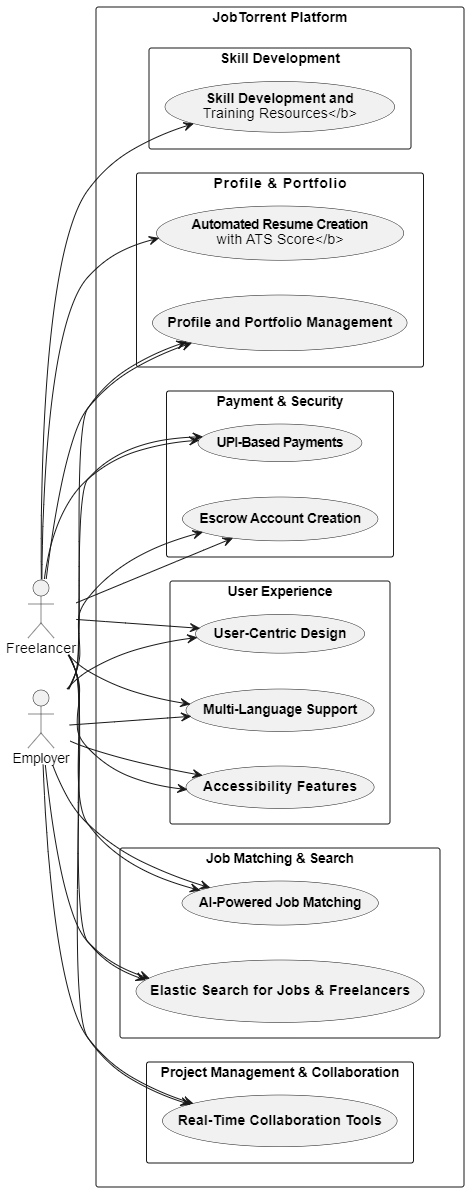 JobTorrent Platform
Skill Development
Skill Development and
Training Resources</b>
Profile & Portfolio
Automated Resume Creation
with ATS Score</b>
Profile and Portfolio Management
Payment & Security
UPI-Based Payments
Escrow Account Creation
User Experience
Freelancer
User-Centric Design
Multi-Language Support
Employer
Accessibility Features
Job Matching & Search
AI-Powered Job Matching
Elastic Search for Jobs & Freelancers
Project Management & Collaboration
Real-Time Collaboration Tools